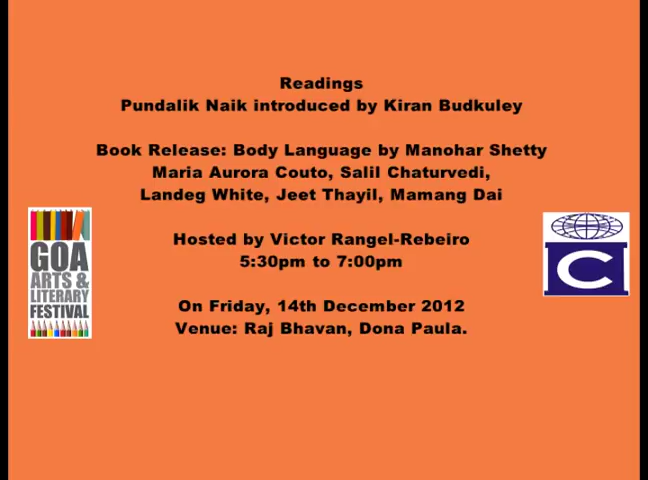 Readings
Pundalik Naik introduced by Kiran Budkuley
Book Release: Body Language by Manohar Shetty
Maria Aurora Couto, Salil Chaturvedi,
Landeg White, Jeet Thayil, Mamang Dai
Hosted by Victor Rangel-Rebeiro
5:30pm to 7:00pm
On Friday, 14th December 2012
Venue: Raj Bhavan, Dona Paula.
GOA
ARTS &
LITERARY
FESTIVAL
IC